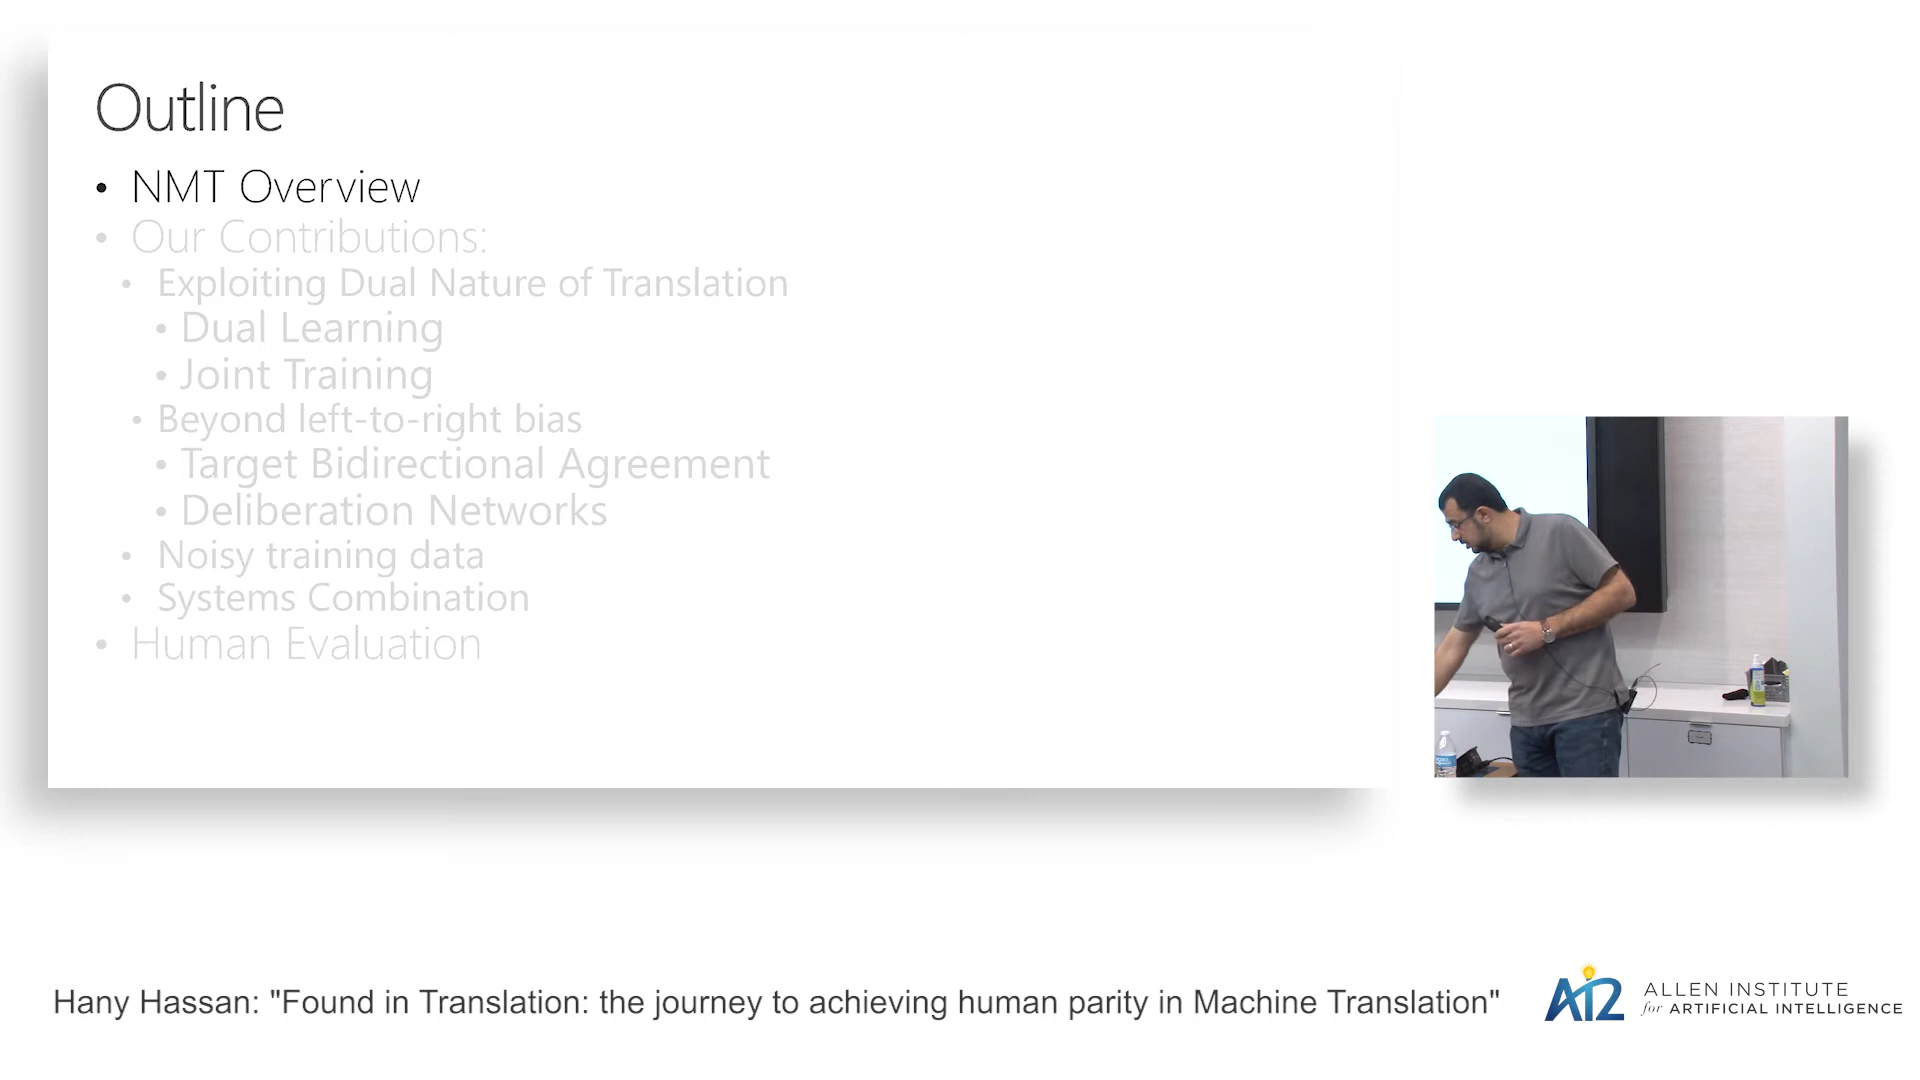 Outline
• NMT Overview
• Our Contributions:
• Exploiting Dual Nature of Translation
• Dual Learning
• Joint Training
• Beyond left-to-right bias
• Target Bidirectional Agreement
• Deliberation Networks
• Noisy training data
• Systems Combination
• Human Evaluation
Hany Hassan: "Found in Translation: the journey to achieving human parity in Machine Translation"
AI2
ALLEN INSTITUTE
for ARTIFICIAL INTELLIGENCE